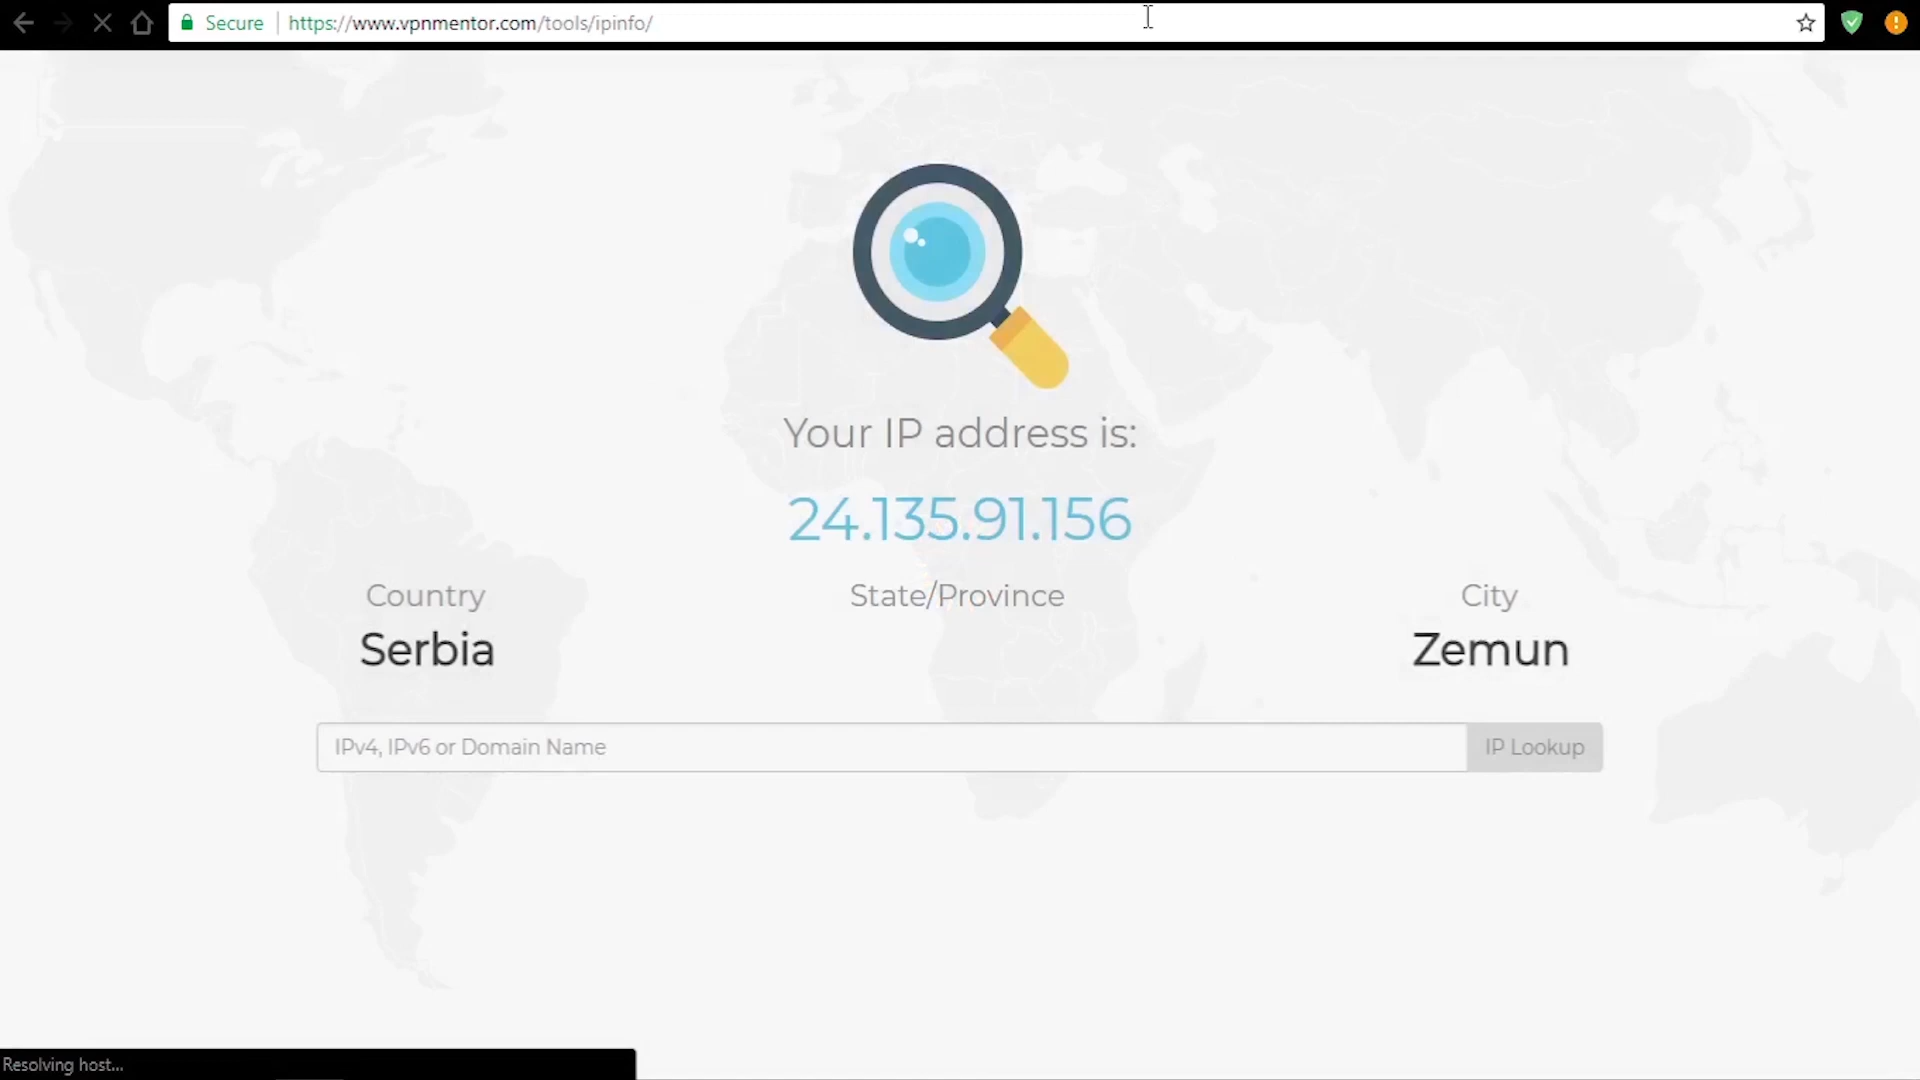 Secure https://www.vpnmentor.com/tools/ipinfo/
Your IP address is:
24.135.91.156
Country State/Province City
Serbia Zemun
IPv4, IPv6 or Domain Name IP Lookup
Resolving host...